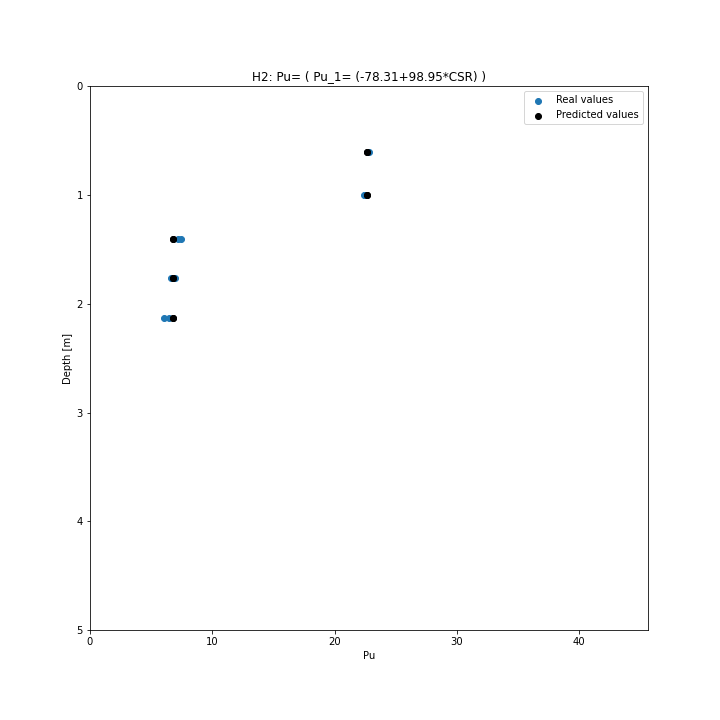 H2: Pu= ( Pu_1= (-78.31+98.95*CSR) )
Real values
Predicted values
0
1
2
3
4
5
Depth [m]
0
10
20
30
40
Pu